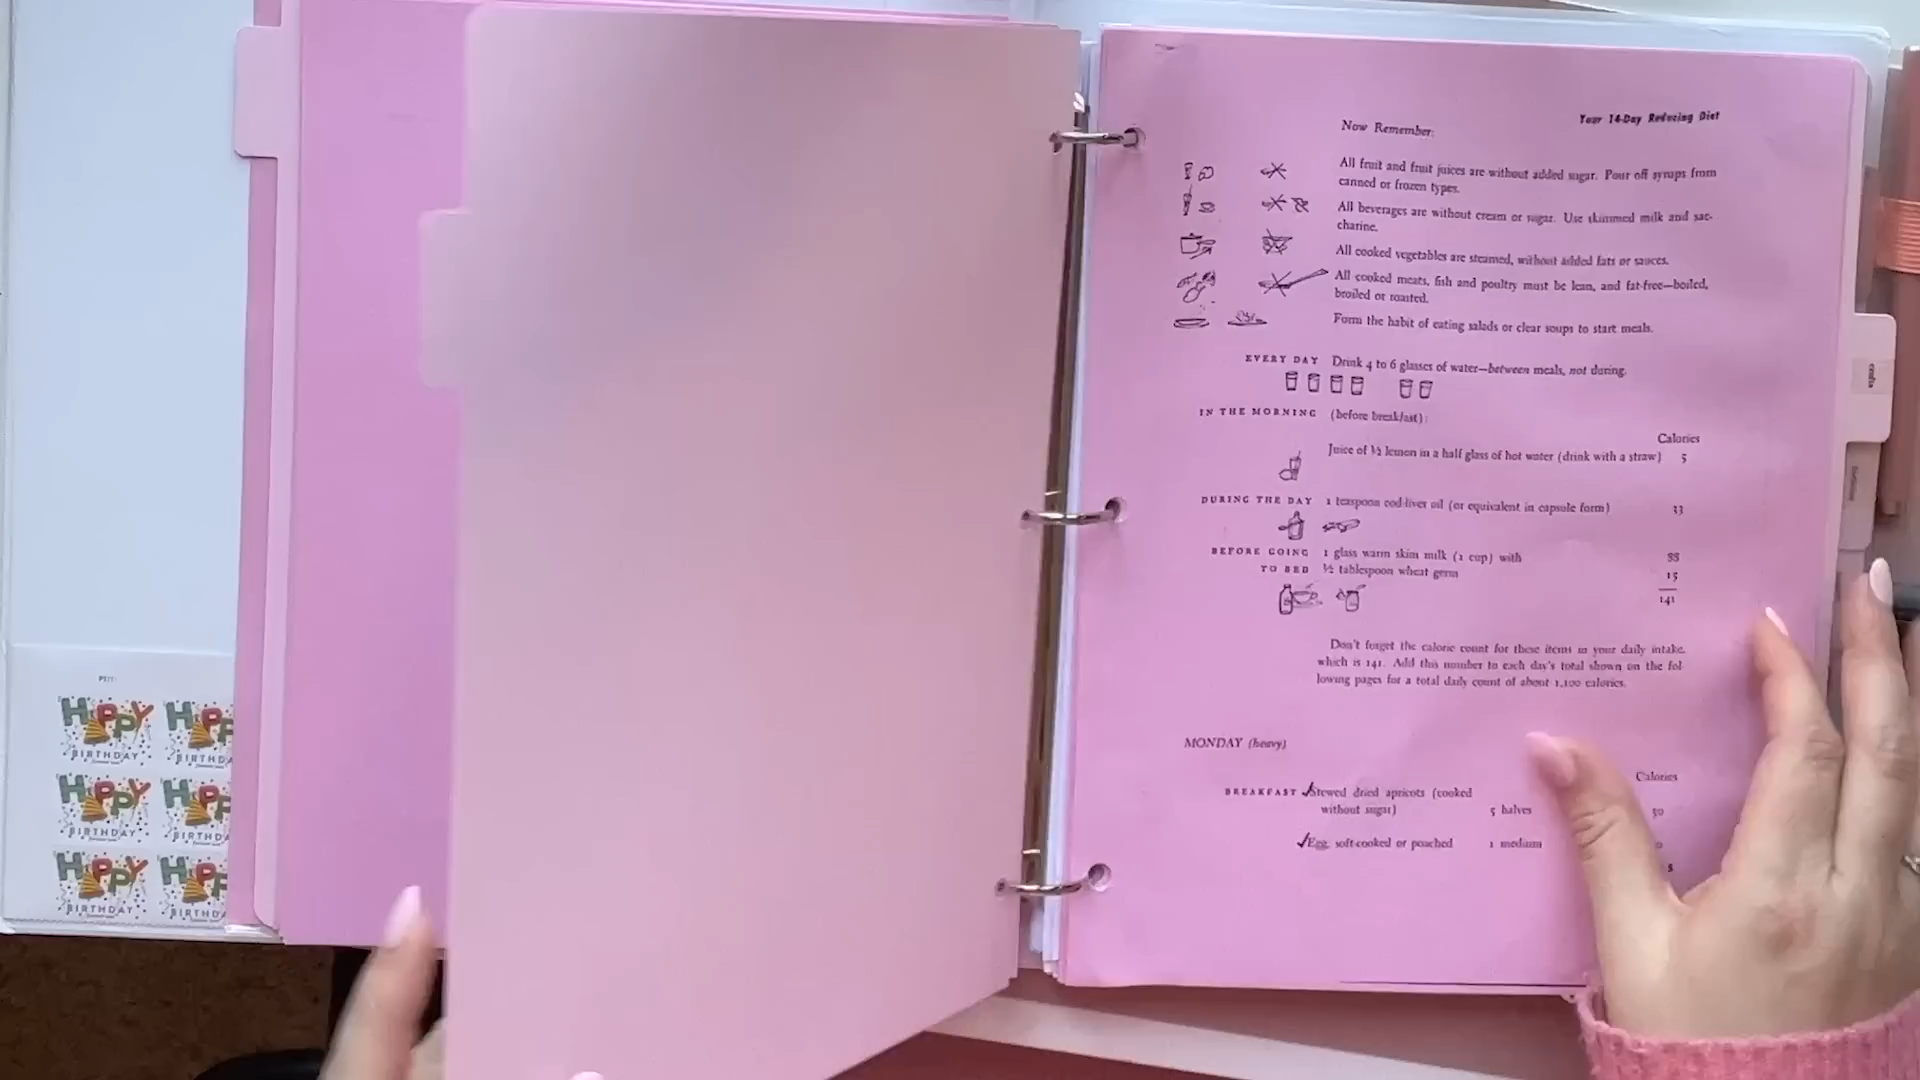 Your 14-Day Reducing Diet
Now Remember:
All fruit and fruit juices are without added sugar. Pour off syrups from
canned or frozen types.
All beverages are without cream or sugar. Use skimmed milk and sac-
charine.
All cooked vegetables are steamed, without added fats or sauces.
All cooked meats, fish and poultry must be lean, and fat-free—boiled,
broiled or roasted.
Form the habit of eating salads or clear soups to start meals.
EVERY DAY Drink 4 to 6 glasses of water—between meals, not during.
IN THE MORNING (before breakfast):
Calories
Juice of ½ lemon in a half glass of hot water (drink with a straw) 5
DURING THE DAY 1 teaspoon cod-liver oil (or equivalent in capsule form) 33
BEFORE GOING 1 glass warm skim milk (1 cup) with 88
TO BED ½ tablespoon wheat germ 15
141
Don't forget the calorie count for these items in your daily intake,
which is 141. Add this number to each day's total shown on the fol-
lowing pages for a total daily count of about 1,100 calories.
MONDAY (heavy)
Calories
BREAKFAST Stewed dried apricots (cooked
without sugar) 5 halves 50
Egg, soft-cooked or poached 1 medium
crafts
HAPPY
BIRTHDAY
HAPP
BIRTHDA
HAPPY
BIRTHDAY
HAPP
BIRTHD
HAPPY
BIRTHDAY
HAPP
BIRTHD